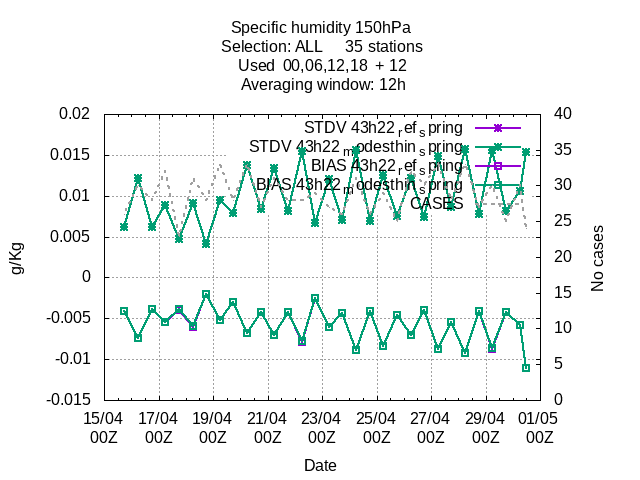 Specific humidity 150hPa
Selection: ALL 35 stations
Used 00,06,12,18 + 12
Averaging window: 12h
STDV 43h22_ref_spring
STDV 43h22_modesthin_spring
BIAS 43h22_ref_spring
BIAS 43h22_modesthin_spring
CASES
0.02
0.015
0.01
0.005
0
-0.005
-0.01
-0.015
g/Kg
40
35
30
25
20
15
10
5
0
No cases
15/04 17/04 19/04 21/04 23/04 25/04 27/04 29/04 01/05
00Z 00Z 00Z 00Z 00Z 00Z 00Z 00Z 00Z
Date